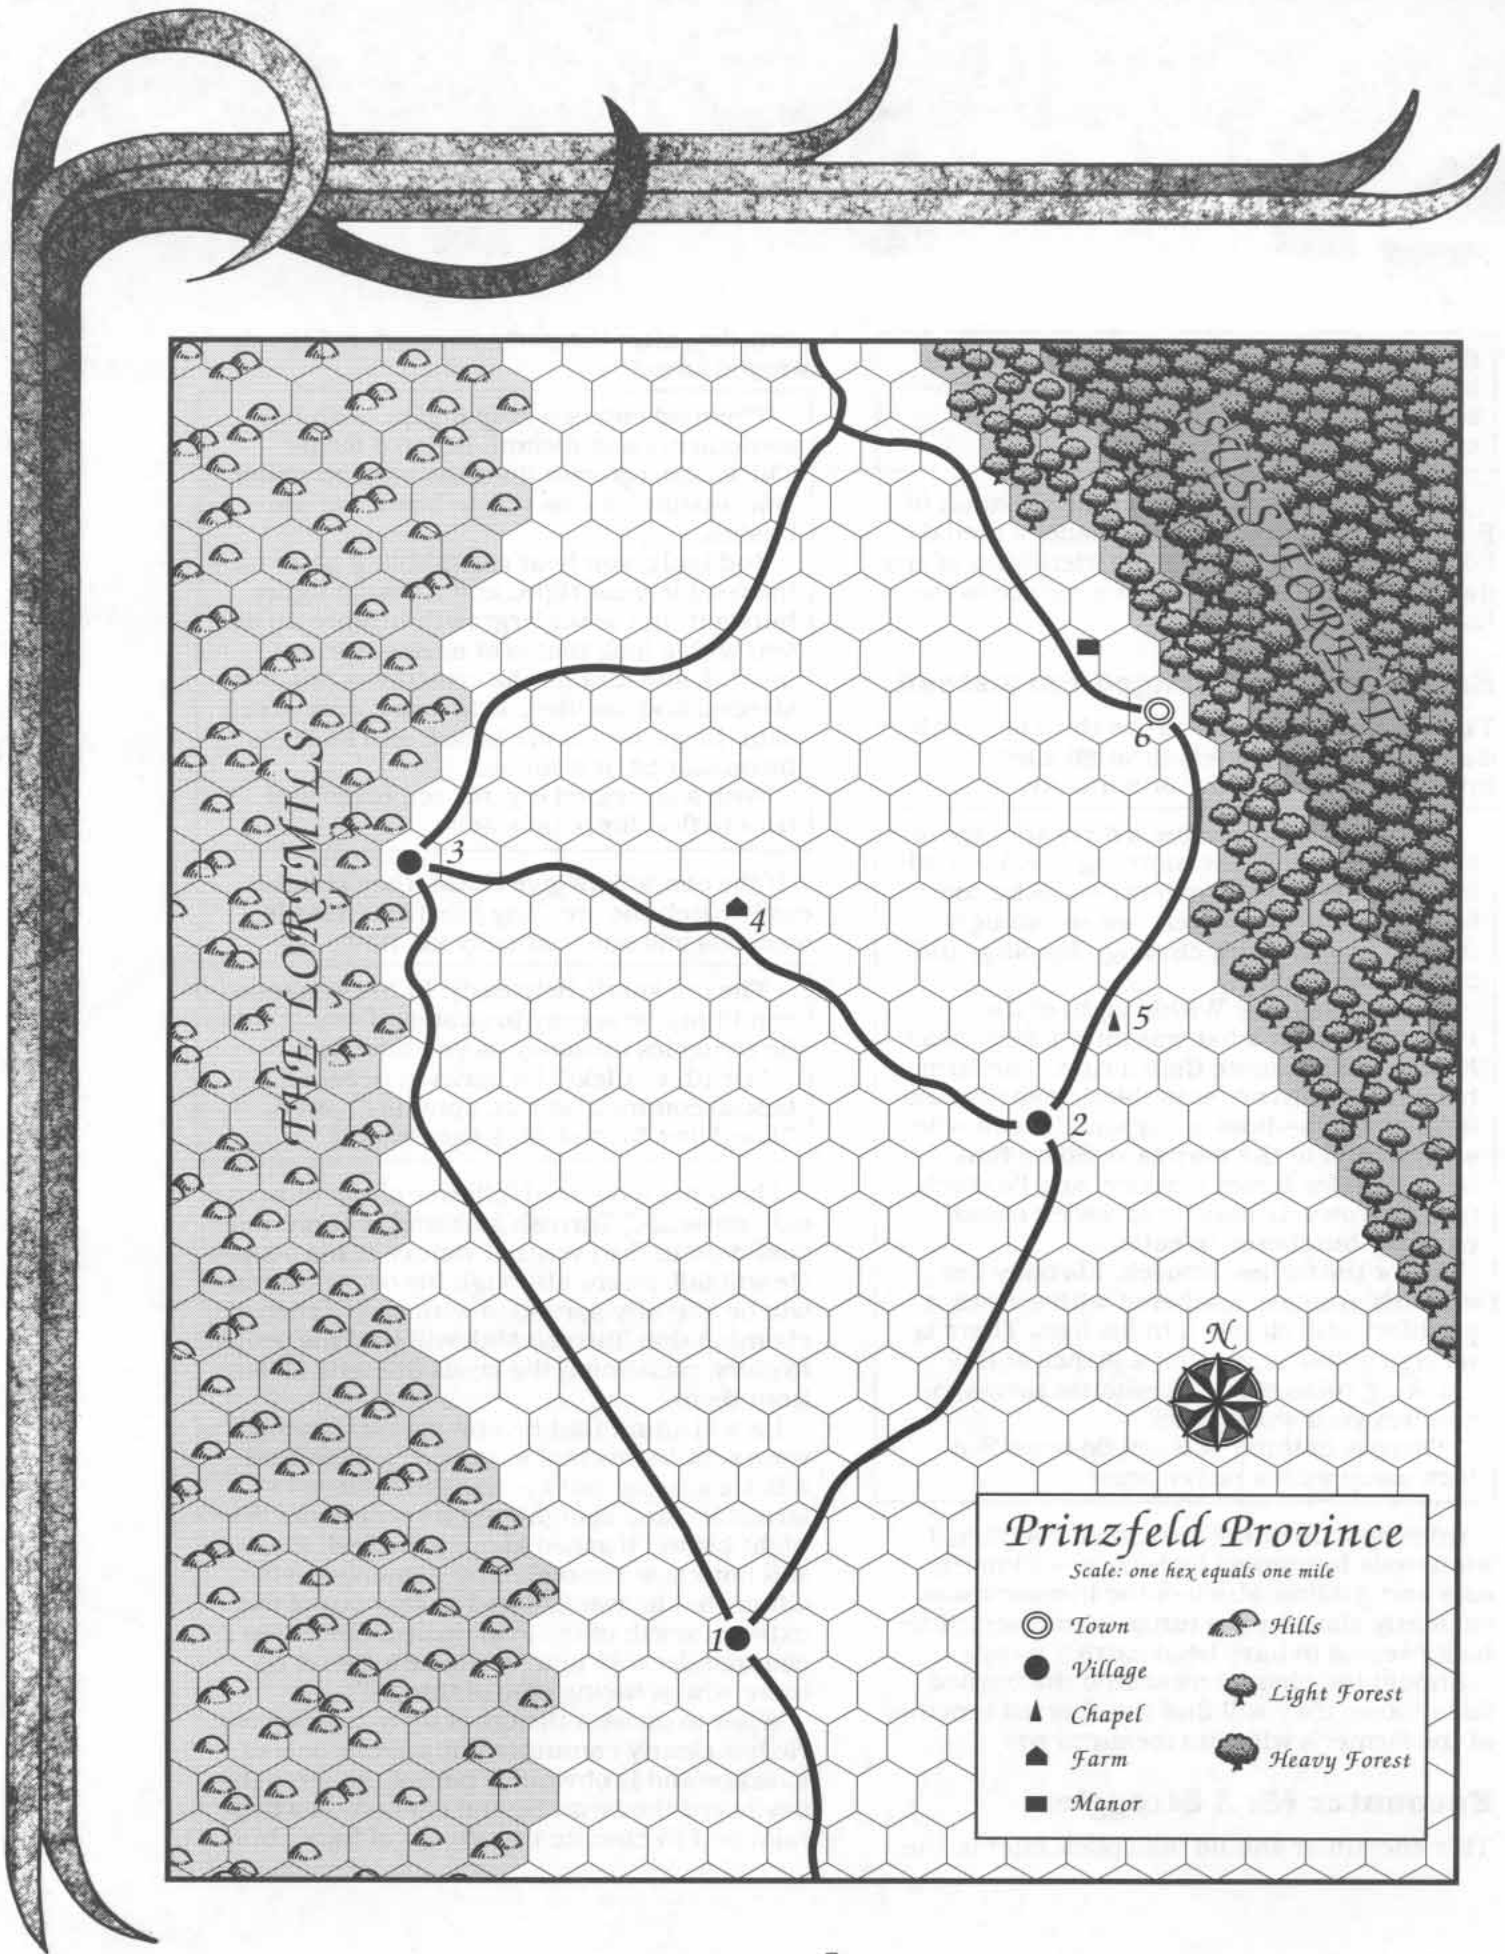 SUSS FOREST
6
3
THE LORTMILS
4
5
2
N
1
Prinzfeld Province
Scale: one hex equals one mile
Town
Hills
Village
Light Forest
Chapel
Farm
Heavy Forest
Manor